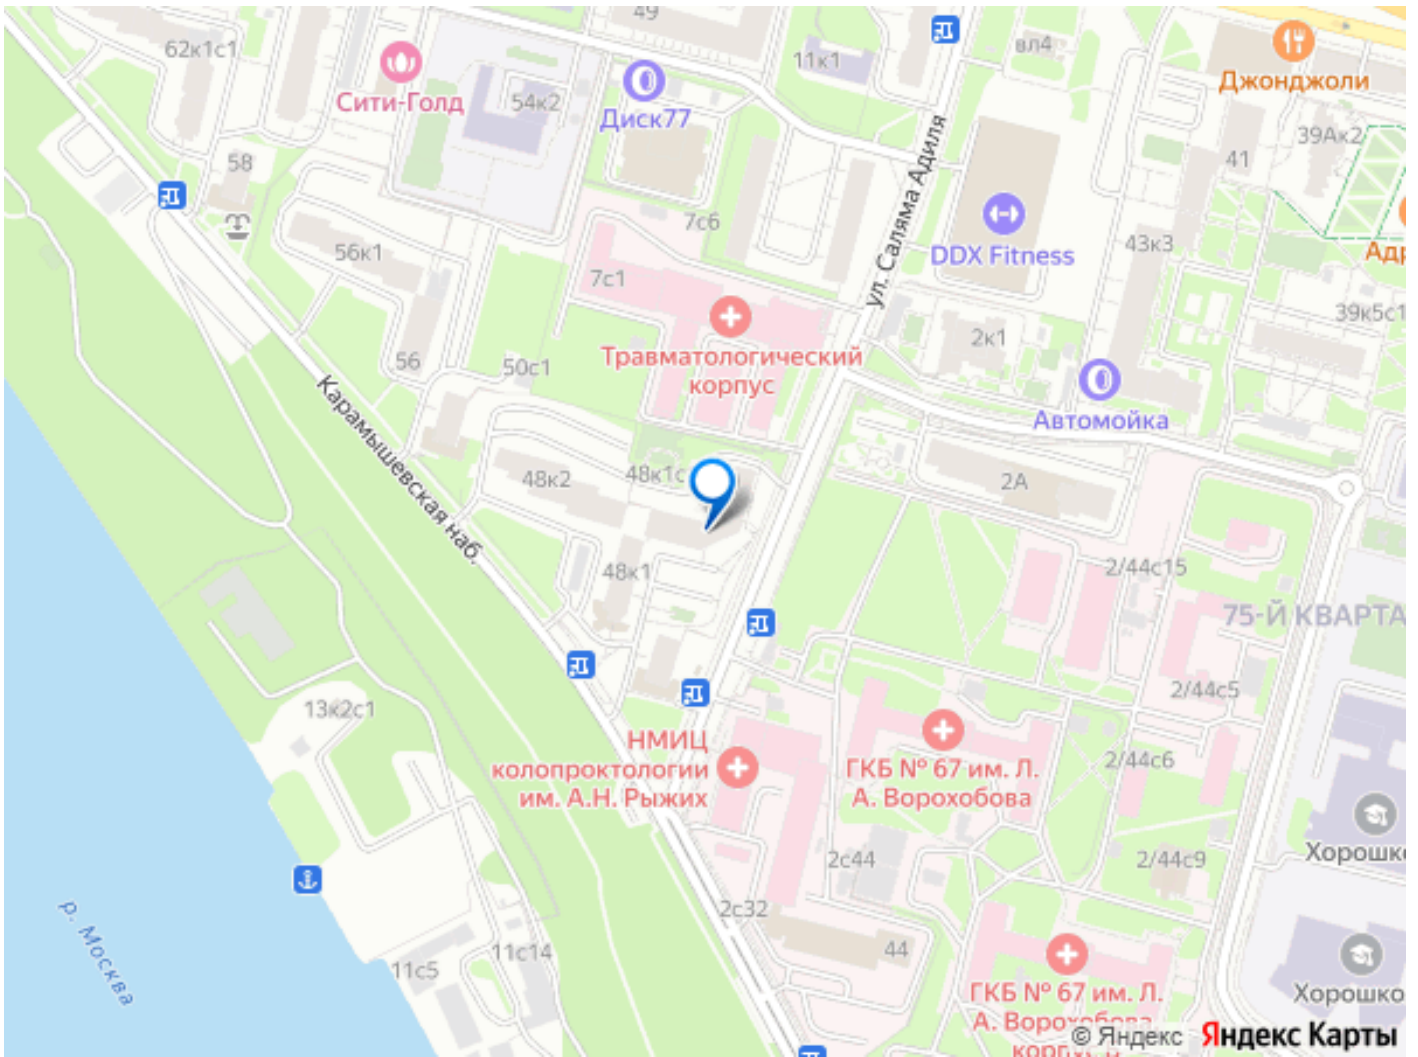 49
62к1с1
11к1
вл4
Джонджоли
Сити-Голд
54к2
Диск77
39Ак2
41
58
ул. Саляма Адиля
7с6
DDX Fitness
43к3
56к1
7с1
39к5с1
2к1
Травматологический
корпус
56
50с1
Автомойка
Карамышевская наб.
48к2
48к1с
2А
48к1
2/44с15
75-Й КВАРТА
2/44с5
13к2с1
НМИЦ
колопроктологии
им. А.Н. Рыжих
ГКБ № 67 им. Л.
А. Ворохобова
2/44с6
2с44
2/44с9
Хорошко
2с32
р. Москва
11с14
11с5
44
ГКБ № 67 им. Л.
А. Ворохобова
Хорошко
© Яндекс Яндекс Карты